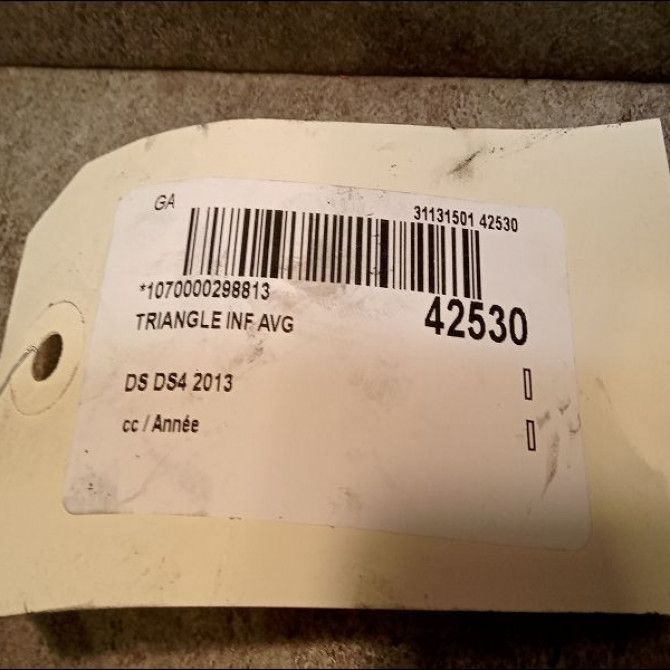 GA
31131501 42530
*1070000298813
42530
TRIANGLE INF AVG
DS DS4 2013
cc / Année